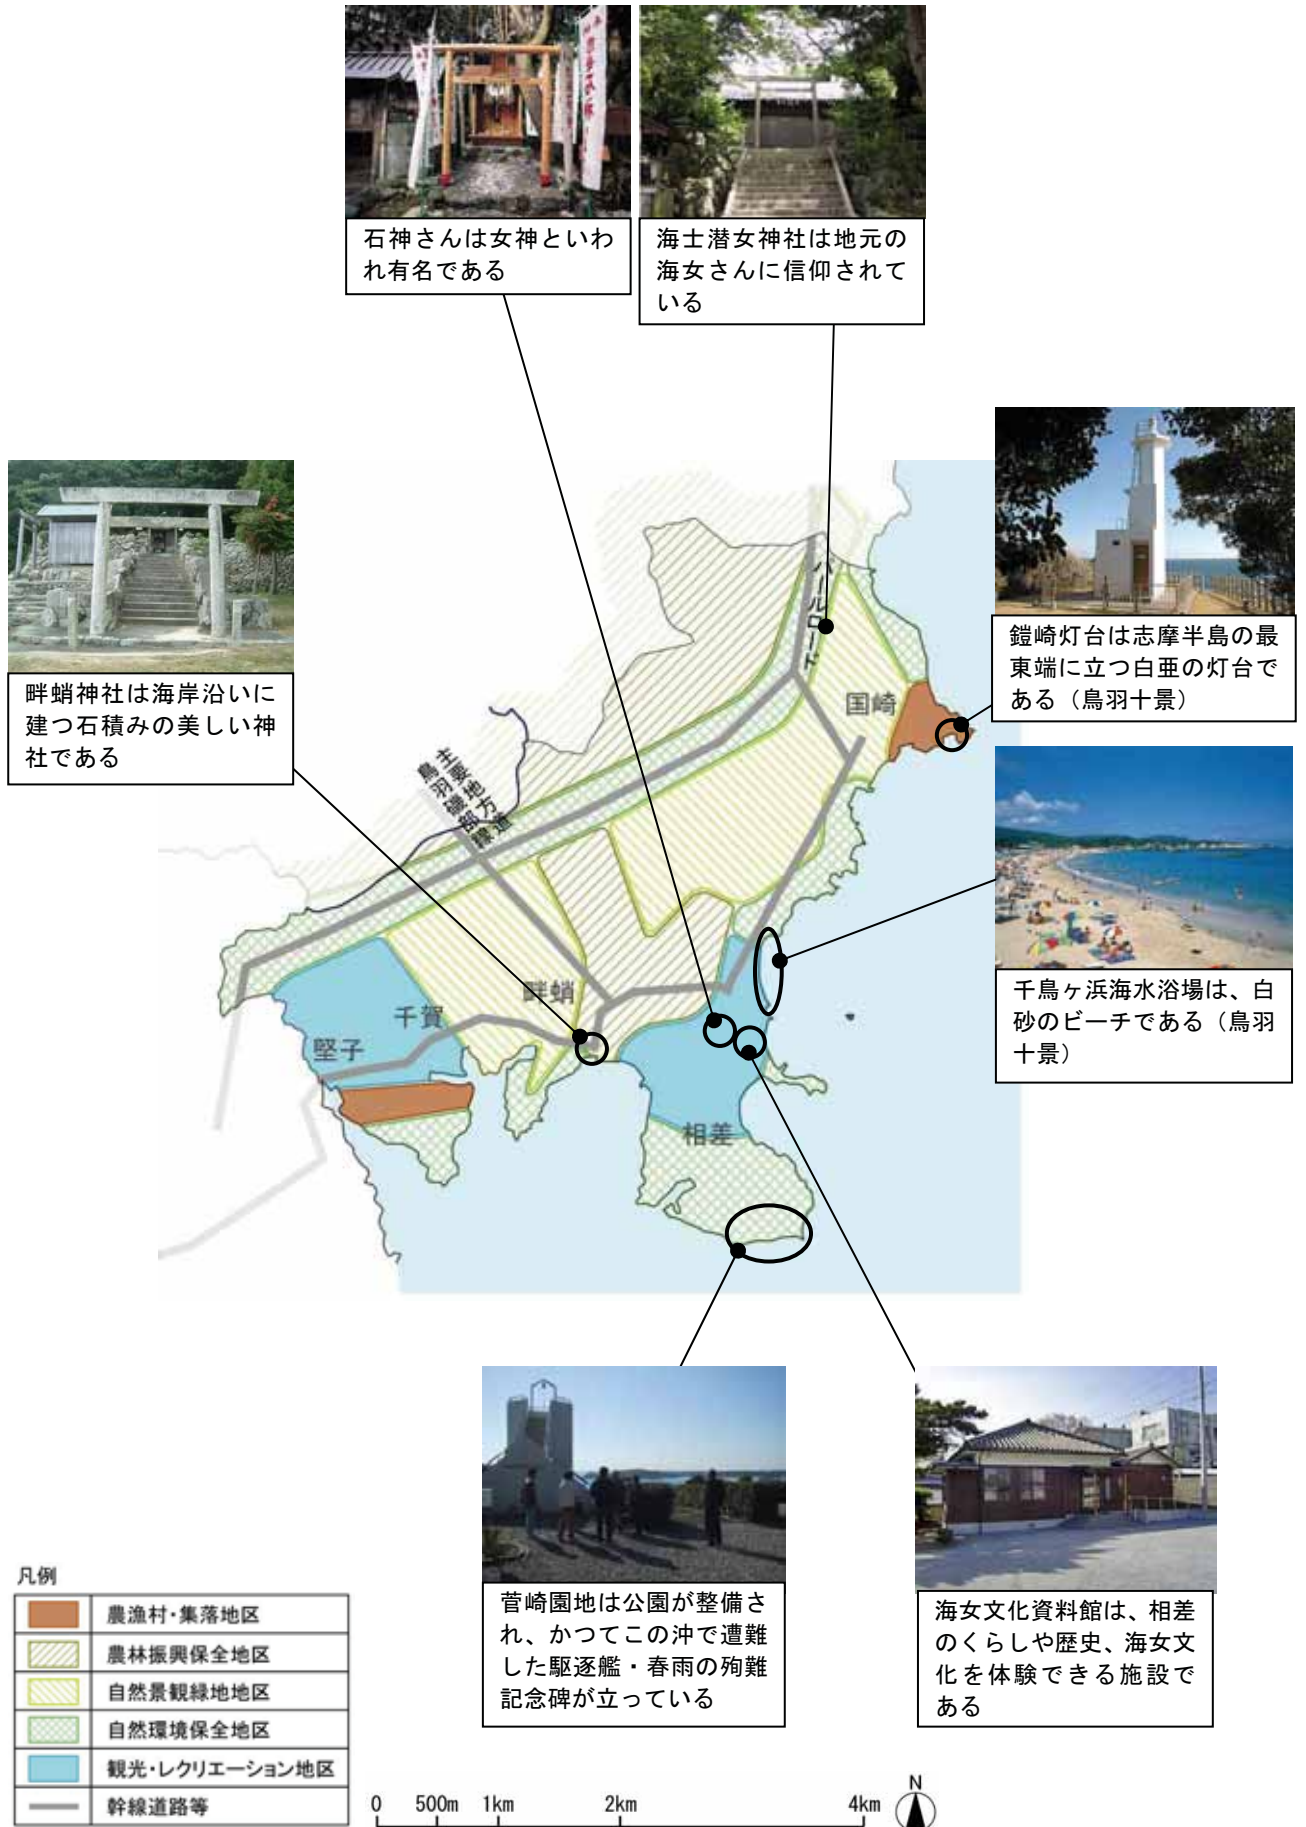 石神さんは女神といわ
れ有名である
海士潜女神社は地元の
海女さんに信仰されて
いる
鎧崎灯台は志摩半島の最
東端に立つ白亜の灯台で
ある（鳥羽十景）
畔蛸神社は海岸沿いに
建つ石積みの美しい神
社である
パールロード
国崎
主要地方道
鳥羽磯部線
千鳥ヶ浜海水浴場は、白
砂のビーチである（鳥羽
十景）
畔蛸
千賀
堅子
相差
菅崎園地は公園が整備さ
れ、かつてこの沖で遭難
した駆逐艦・春雨の殉難
記念碑が立っている
海女文化資料館は、相差
のくらしや歴史、海女文
化を体験できる施設で
ある
凡例
農漁村・集落地区
農林振興保全地区
自然景観緑地地区
自然環境保全地区
観光・レクリエーション地区
幹線道路等
0 500m 1km 2km 4km
N